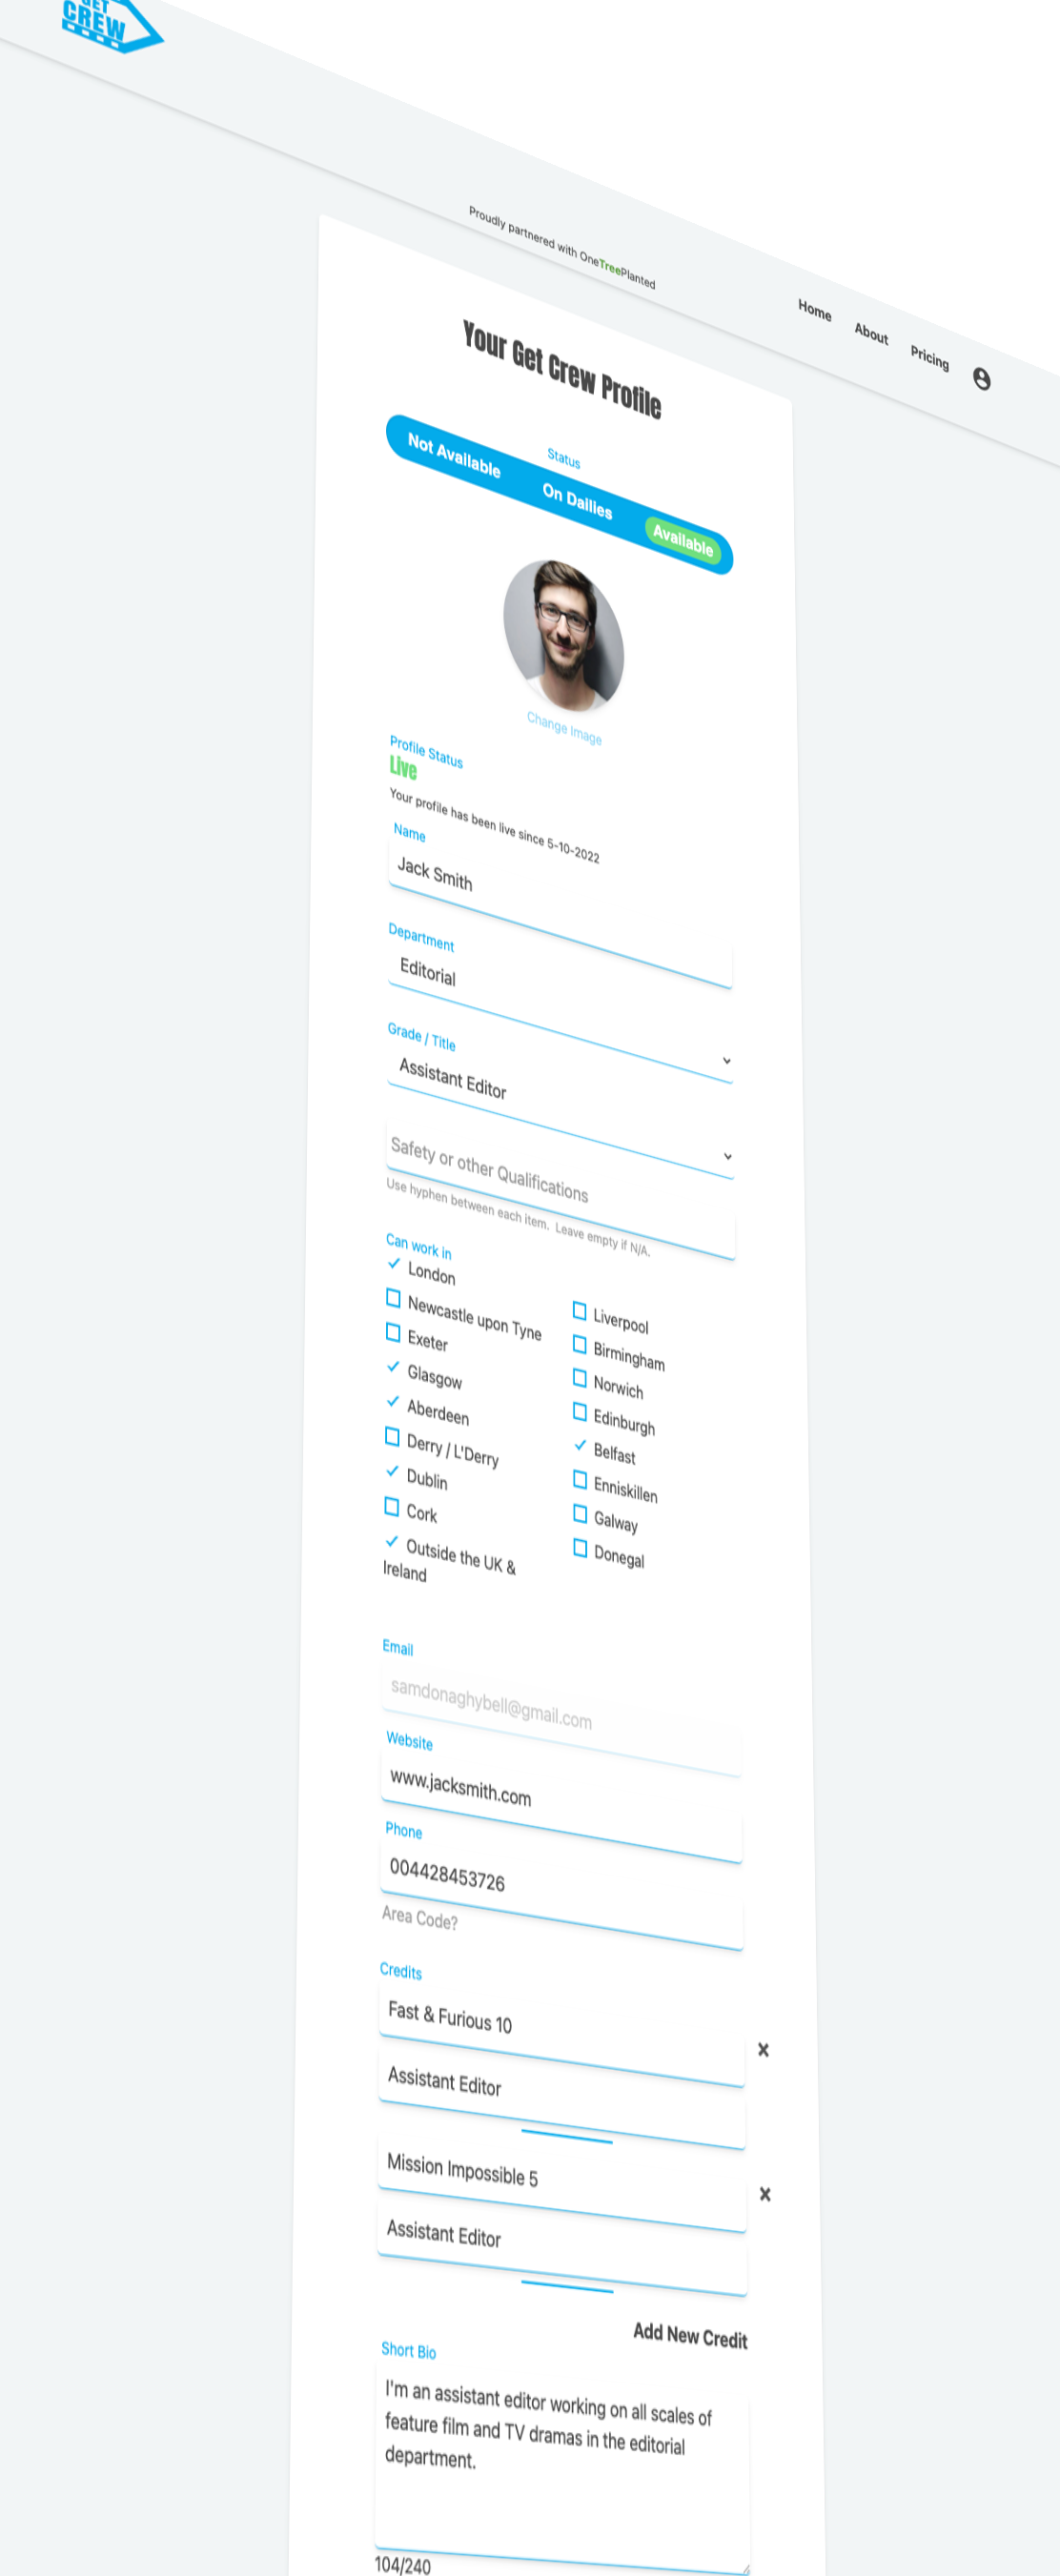 GET
CREW
Proudly partnered with OneTreePlanted
Home
About
Pricing
Your Get Crew Profile
Status
Not Available
On Dailies
Available
Change Image
Profile Status
Live
Your profile has been live since 5-10-2022
Name
Jack Smith
Department
Editorial
Grade / Title
Assistant Editor
Safety or other Qualifications
Use hyphen between each item. Leave empty if N/A.
Can work in
London
Newcastle upon Tyne
Exeter
Glasgow
Aberdeen
Derry / L'Derry
Dublin
Cork
Outside the UK &
Ireland
Liverpool
Birmingham
Norwich
Edinburgh
Belfast
Enniskillen
Galway
Donegal
Email
samdonaghybell@gmail.com
Website
www.jacksmith.com
Phone
004428453726
Area Code?
Credits
Fast & Furious 10
Assistant Editor
Mission Impossible 5
Assistant Editor
Add New Credit
Short Bio
I'm an assistant editor working on all scales of
feature film and TV dramas in the editorial
department.
104/240